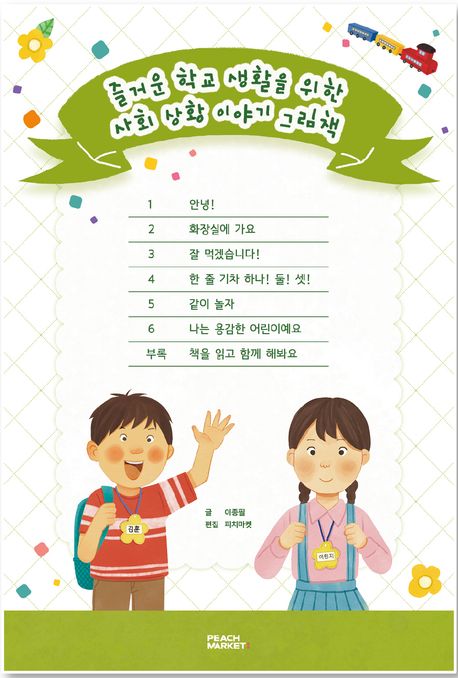 즐거운 학교 생활을 위한
사회 상황 이야기 그림책
1 안녕!
2 화장실에 가요
3 잘 먹겠습니다!
4 한 줄 기차 하나! 둘! 셋!
5 같이 놀자
6 나는 용감한 어린이예요
부록 책을 읽고 함께 해봐요
글 이종필
편집 피치마켓
김훈
이린지
PEACH
MARKET